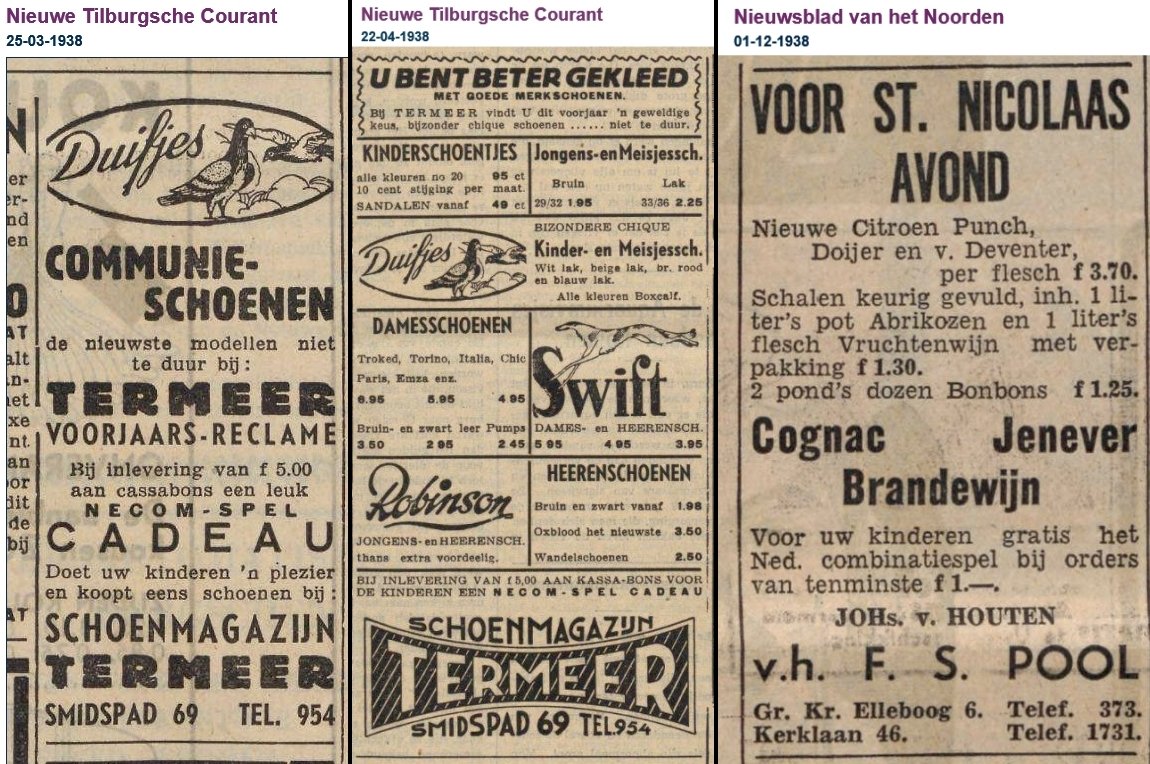 Nieuwe Tilburgsche Courant
25-03-1938
Duifjes
COMMUNIE-
SCHOENEN
de nieuwste modellen niet
te duur bij:
TERMEER
VOORJAARS-RECLAME
Bij inlevering van f 5.00
aan cassabons een leuk
NECOM-SPEL
CADEAU
Doet uw kinderen 'n plezier
en koopt eens schoenen bij:
SCHOENMAGAZIJN
TERMEER
SMIDSPAD 69 TEL. 954
Nieuwe Tilburgsche Courant
22-04-1938
U BENT BETER GEKLEED
MET GOEDE MERKSCHOENEN.
Bij TERMEER vindt U dit voorjaar 'n geweldige
keus, bijzonder chique schoenen ...... niet te duur.
KINDERSCHOENTJES
alle kleuren no 20 95 ct
10 cent stijging per maat.
SANDALEN vanaf 49 ct
Jongens- en Meisjessch.
Bruin Lak
29/32 1.95 33/36 2.25
Duifjes
BIZONDERE CHIQUE
Kinder- en Meisjessch.
Wit lak, beige lak, br. rood
en blauw lak.
Alle kleuren Boxcalf.
DAMESSCHOENEN
Troked, Torino, Italia, Chic
Paris, Emza enz.
6.95 5.95 4 95
Bruin- en zwart leer Pumps
3 50 2 95 2 45
Swift
DAMES- en HEERENSCH.
5 95 4 95 3.95
Robinson
JONGENS- en HEERENSCH.
thans extra voordeelig.
HEERENSCHOENEN
Bruin en zwart vanaf 1.98
Oxblood het nieuwste 3.50
Wandelschoenen 2.50
BIJ INLEVERING VAN f 5,00 AAN KASSA-BONS VOOR
DE KINDEREN EEN NECOM-SPEL CADEAU
SCHOENMAGAZIJN
TERMEER
SMIDSPAD 69 TEL.954
Nieuwsblad van het Noorden
01-12-1938
VOOR ST. NICOLAAS
AVOND
Nieuwe Citroen Punch,
Doijer en v. Deventer,
per flesch f 3.70.
Schalen keurig gevuld, inh. 1 li-
ter's pot Abrikozen en 1 liter's
flesch Vruchtenwijn met ver-
pakking f 1.30.
2 pond's dozen Bonbons f 1.25.
Cognac Jenever
Brandewijn
Voor uw kinderen gratis het
Ned. combinatiespel bij orders
van tenminste f 1.—.
JOHs. v. HOUTEN
v.h. F. S. POOL
Gr. Kr. Elleboog 6. Telef. 373.
Kerklaan 46. Telef. 1731.